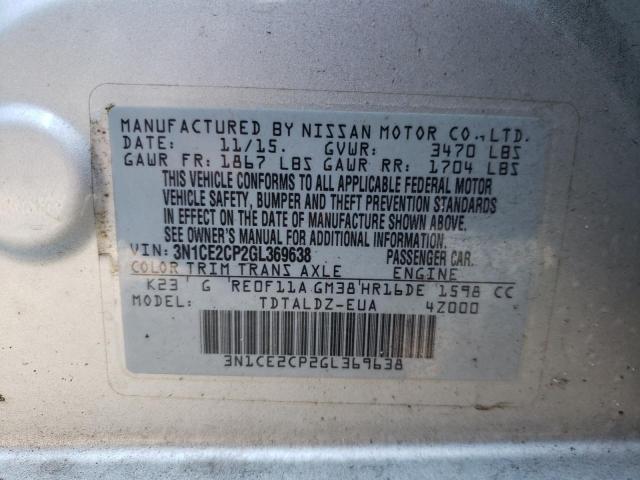 MANUFACTURED BY NISSAN MOTOR CO., LTD.
DATE: 11/15. GVWR: 3470 LBS
GAWR FR: 1867 LBS GAWR RR: 1704 LBS
THIS VEHICLE CONFORMS TO ALL APPLICABLE FEDERAL MOTOR
VEHICLE SAFETY, BUMPER AND THEFT PREVENTION STANDARDS
IN EFFECT ON THE DATE OF MANUFACTURE SHOWN ABOVE.
SEE OWNER'S MANUAL FOR ADDITIONAL INFORMATION.
VIN: 3N1CE2CP2GL369638 PASSENGER CAR.
COLOR TRIM TRANS AXLE ENGINE
K23 G RE0F11A GM38 HR16DE 1598 CC
MODEL: TDTALDZ-EUA 4Z000
3N1CE2CP2GL369638